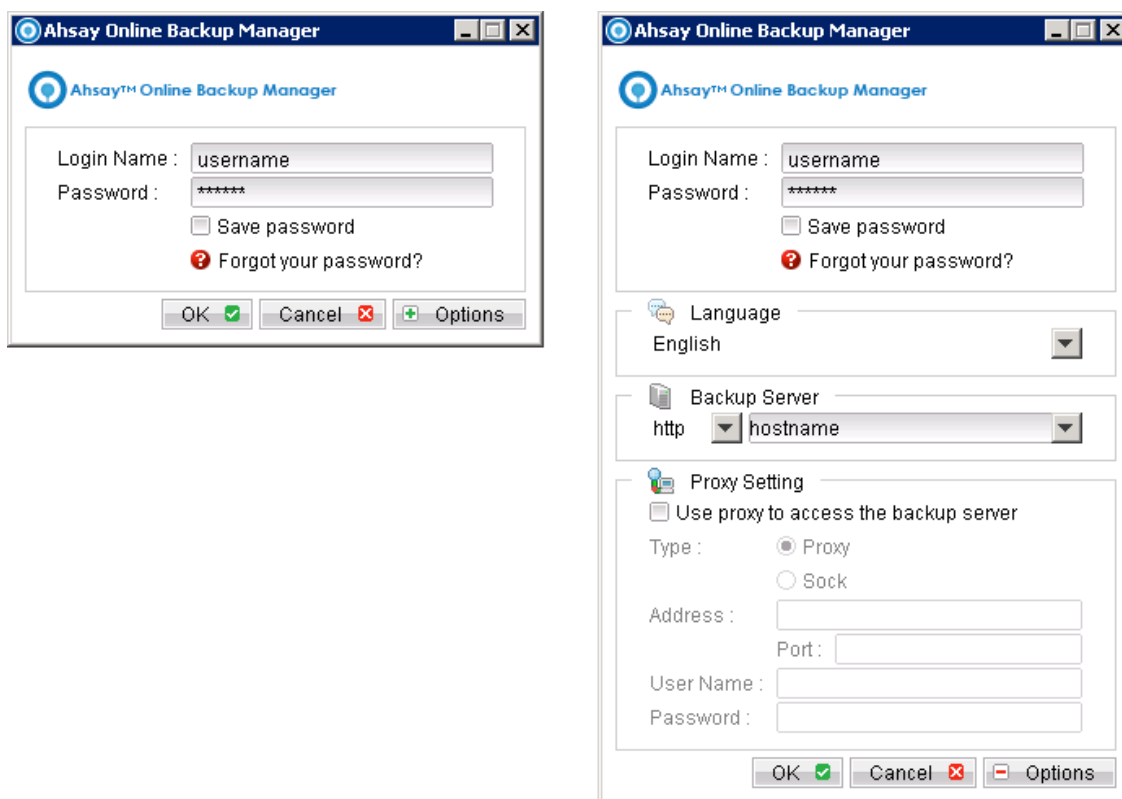 Ahsay Online Backup Manager
Ahsay™ Online Backup Manager
Login Name : username
Password : ******
Save password
Forgot your password?
OK Cancel Options
Ahsay Online Backup Manager
Ahsay™ Online Backup Manager
Login Name : username
Password : ******
Save password
Forgot your password?
Language
English
Backup Server
http hostname
Proxy Setting
Use proxy to access the backup server
Type : Proxy
Sock
Address :
Port :
User Name :
Password :
OK Cancel Options